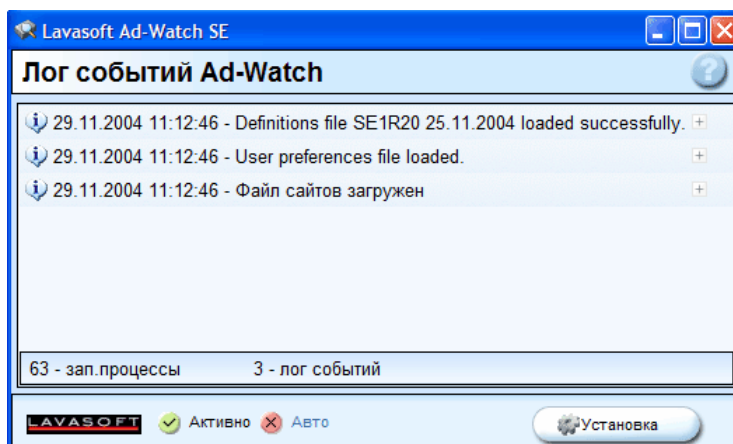 Lavasoft Ad-Watch SE
Лог событий Ad-Watch
29.11.2004 11:12:46 - Definitions file SE1R20 25.11.2004 loaded successfully.
29.11.2004 11:12:46 - User preferences file loaded.
29.11.2004 11:12:46 - Файл сайтов загружен
63 - зап.процессы 3 - лог событий
LAVASOFT Активно Авто Установка